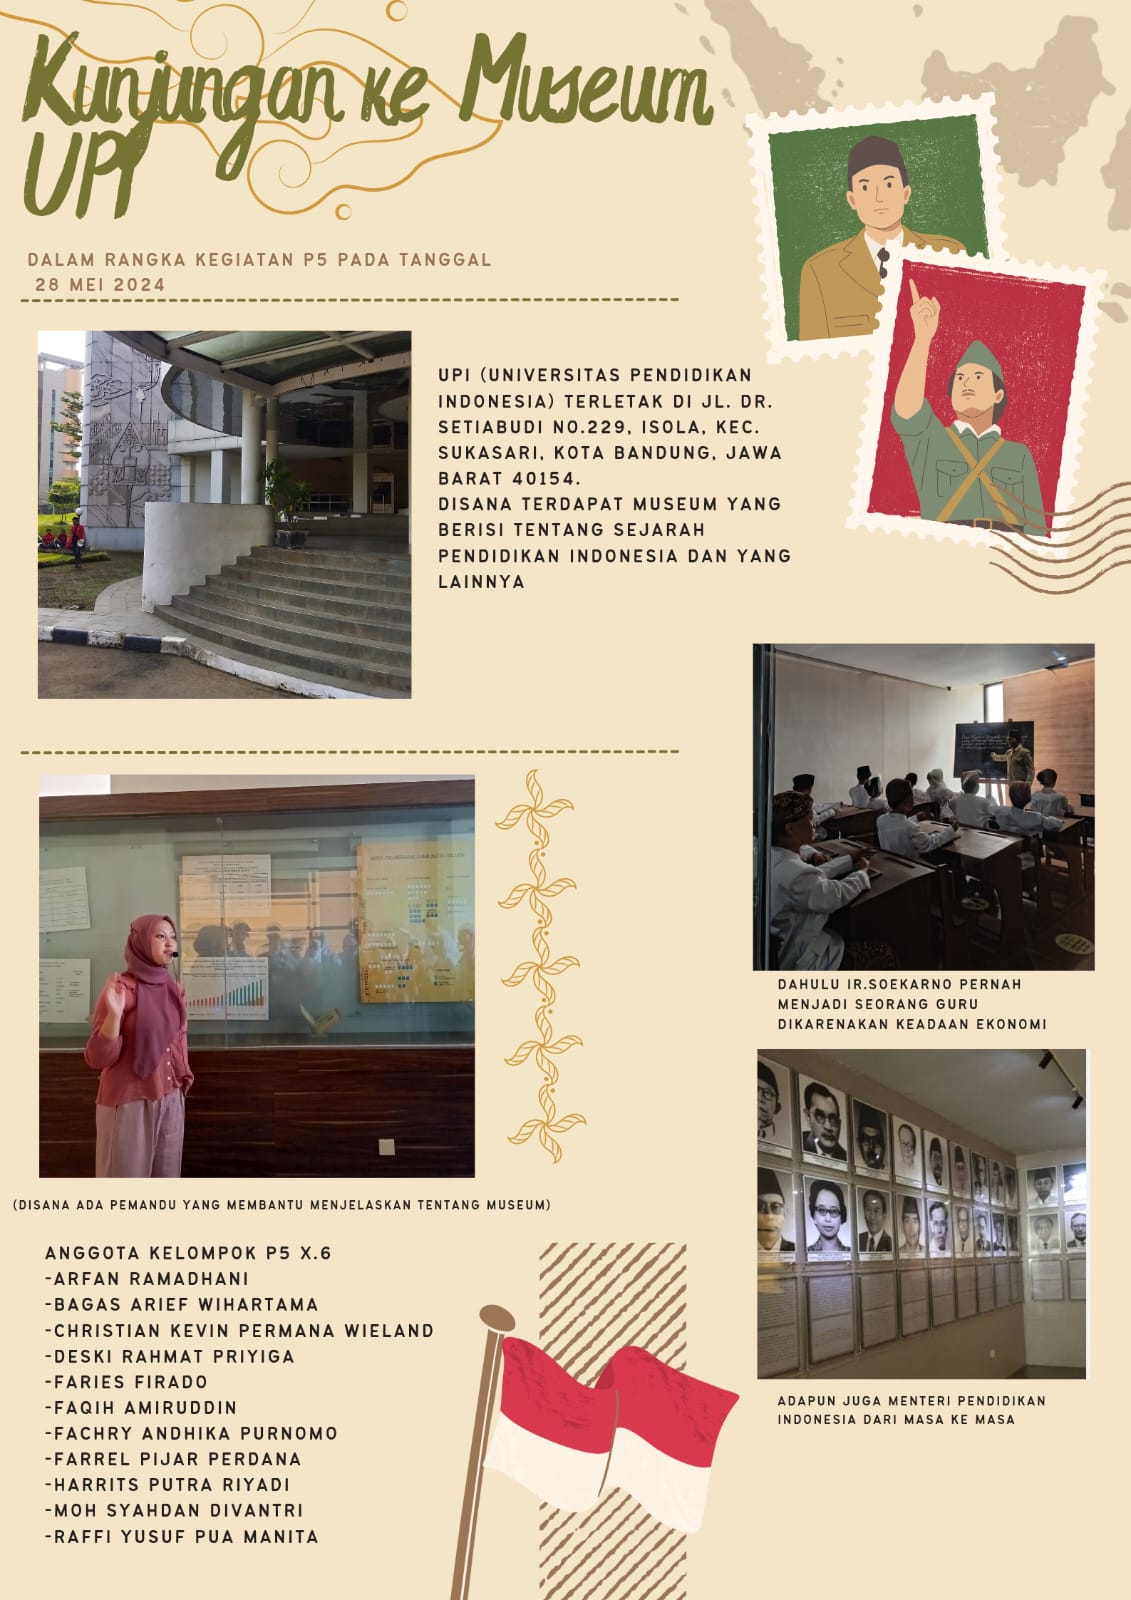 Kunjungan ke Museum
UPI
DALAM RANGKA KEGIATAN P5 PADA TANGGAL
28 MEI 2024
UPI (UNIVERSITAS PENDIDIKAN
INDONESIA) TERLETAK DI JL. DR.
SETIABUDI NO.229, ISOLA, KEC.
SUKASARI, KOTA BANDUNG, JAWA
BARAT 40154.
DISANA TERDAPAT MUSEUM YANG
BERISI TENTANG SEJARAH
PENDIDIKAN INDONESIA DAN YANG
LAINNYA
DAHULU IR.SOEKARNO PERNAH
MENJADI SEORANG GURU
DIKARENAKAN KEADAAN EKONOMI
(DISANA ADA PEMANDU YANG MEMBANTU MENJELASKAN TENTANG MUSEUM)
ADAPUN JUGA MENTERI PENDIDIKAN
INDONESIA DARI MASA KE MASA
ANGGOTA KELOMPOK P5 X.6
-ARFAN RAMADHANI
-BAGAS ARIEF WIHARTAMA
-CHRISTIAN KEVIN PERMANA WIELAND
-DESKI RAHMAT PRIYIGA
-FARIES FIRADO
-FAQIH AMIRUDDIN
-FACHRY ANDHIKA PURNOMO
-FARREL PIJAR PERDANA
-HARRITS PUTRA RIYADI
-MOH SYAHDAN DIVANTRI
-RAFFI YUSUF PUA MANITA